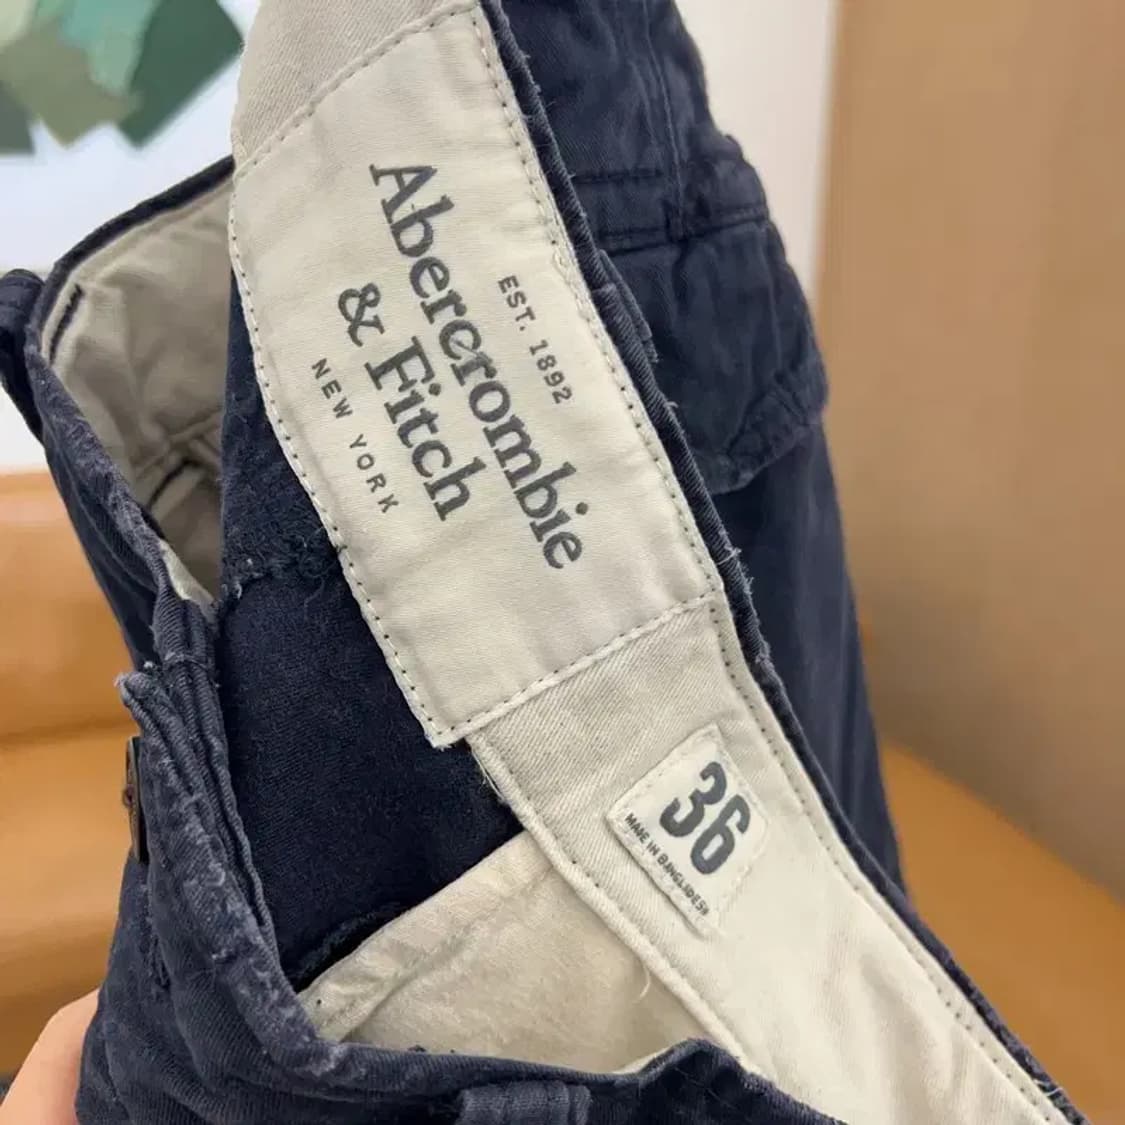 EST. 1892
Abercrombie
& Fitch
NEW YORK
36
MADE IN BANGLADESH